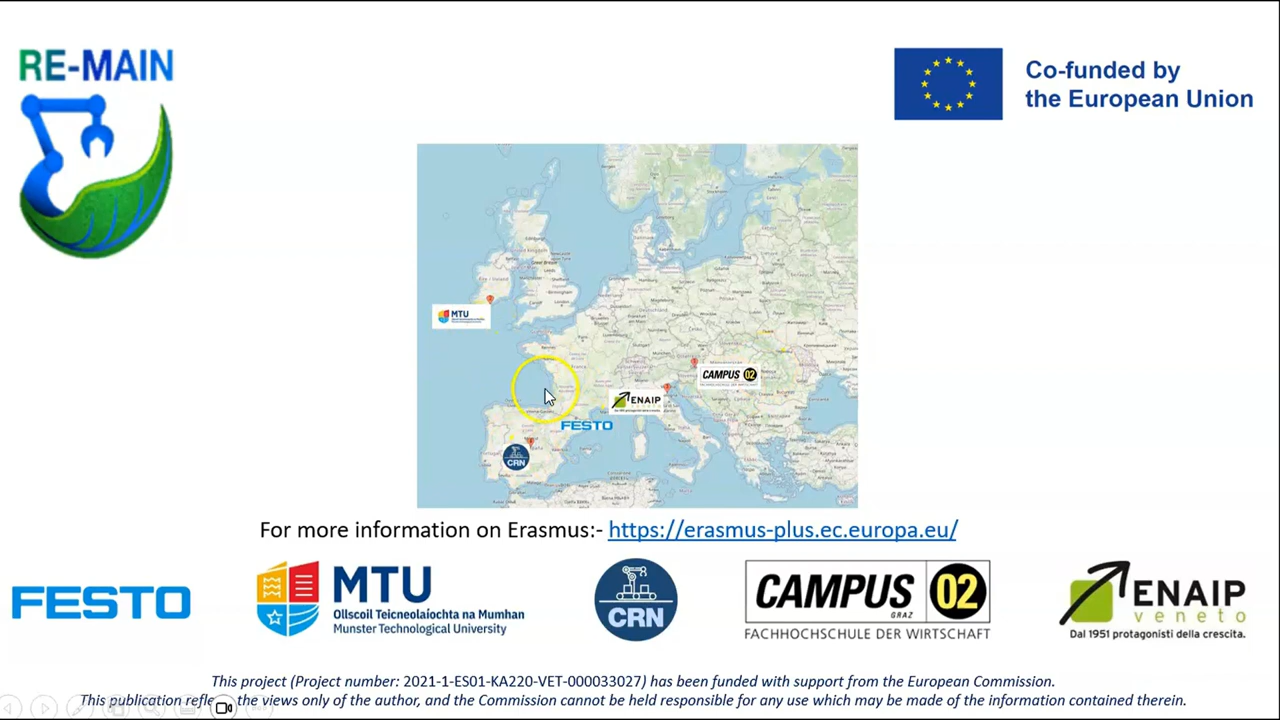 RE-MAIN
Co-funded by
the European Union
MTU
CAMPUS 02
ENAIP
FESTO
CRN
For more information on Erasmus:- https://erasmus-plus.ec.europa.eu/
FESTO
MTU
Ollscoil Teicneolaíochta na Mumhan
Munster Technological University
CRN
CAMPUS 02
GRAZ
FACHHOCHSCHULE DER WIRTSCHAFT
ENAIP
veneto
Dal 1951 protagonisti della crescita.
This project (Project number: 2021-1-ES01-KA220-VET-000033027) has been funded with support from the European Commission.
This publication refle the views only of the author, and the Commission cannot be held responsible for any use which may be made of the information contained therein.